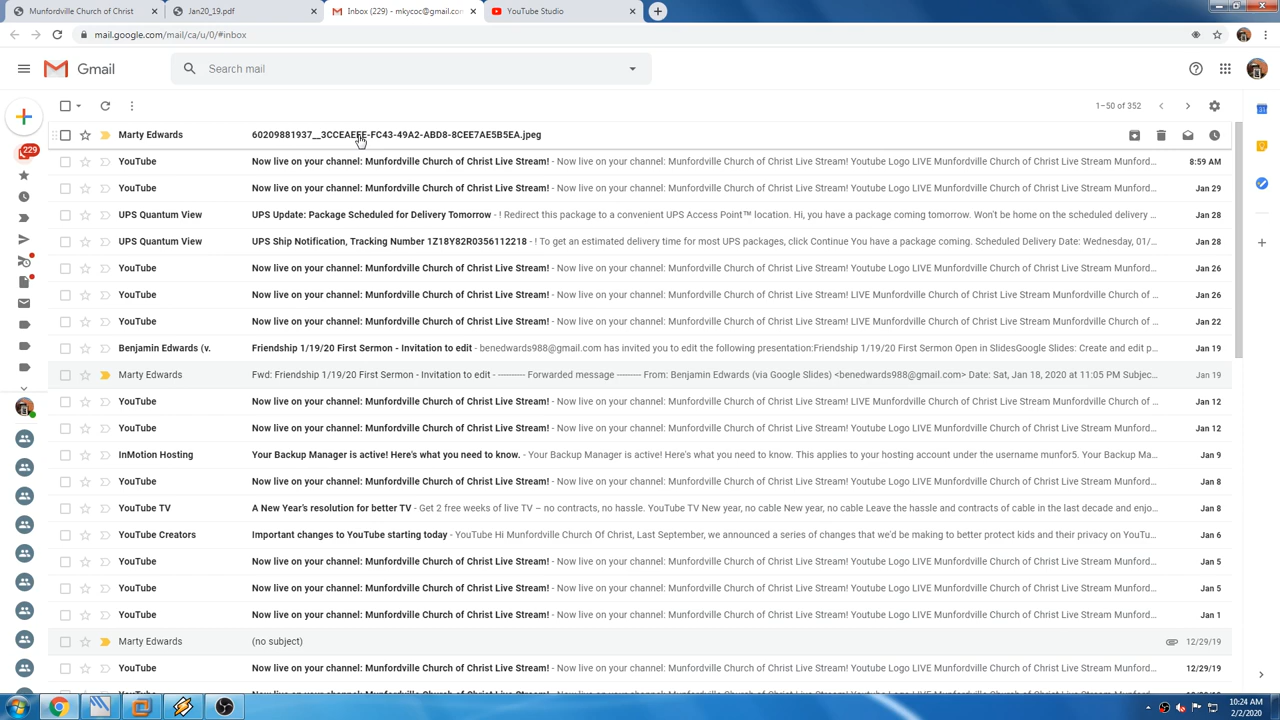 Munfordville Church of Christ
Jan20_19.pdf
Inbox (229) - mkycoc@gmail.co
YouTube Studio
mail.google.com/mail/ca/u/0/#inbox
Gmail
Search mail
1–50 of 352
229
Marty Edwards 60209881937__3CCEAEFE-FC43-49A2-ABD8-8CEE7AE5B5EA.jpeg
YouTube Now live on your channel: Munfordville Church of Christ Live Stream! - Now live on your channel: Munfordville Church of Christ Live Stream! Youtube Logo LIVE Munfordville Church of Christ Live Stream Munford... 8:59 AM
YouTube Now live on your channel: Munfordville Church of Christ Live Stream! - Now live on your channel: Munfordville Church of Christ Live Stream! Youtube Logo LIVE Munfordville Church of Christ Live Stream Munford... Jan 29
UPS Quantum View UPS Update: Package Scheduled for Delivery Tomorrow - ! Redirect this package to a convenient UPS Access Point™ location. Hi, you have a package coming tomorrow. Won't be home on the scheduled delivery ... Jan 28
UPS Quantum View UPS Ship Notification, Tracking Number 1Z18Y82R0356112218 - ! To get an estimated delivery time for most UPS packages, click Continue You have a package coming. Scheduled Delivery Date: Wednesday, 01/... Jan 28
YouTube Now live on your channel: Munfordville Church of Christ Live Stream! - Now live on your channel: Munfordville Church of Christ Live Stream! Youtube Logo LIVE Munfordville Church of Christ Live Stream Munford... Jan 26
YouTube Now live on your channel: Munfordville Church of Christ Live Stream! - Now live on your channel: Munfordville Church of Christ Live Stream! LIVE Munfordville Church of Christ Live Stream Munfordville Church of ... Jan 26
YouTube Now live on your channel: Munfordville Church of Christ Live Stream! - Now live on your channel: Munfordville Church of Christ Live Stream! Youtube Logo LIVE Munfordville Church of Christ Live Stream Munford... Jan 22
Benjamin Edwards (v. Friendship 1/19/20 First Sermon - Invitation to edit - benedwards988@gmail.com has invited you to edit the following presentation:Friendship 1/19/20 First Sermon Open in SlidesGoogle Slides: Create and edit p... Jan 19
Marty Edwards Fwd: Friendship 1/19/20 First Sermon - Invitation to edit - ---------- Forwarded message --------- From: Benjamin Edwards (via Google Slides) <benedwards988@gmail.com> Date: Sat, Jan 18, 2020 at 11:05 PM Subjec... Jan 19
YouTube Now live on your channel: Munfordville Church of Christ Live Stream! - Now live on your channel: Munfordville Church of Christ Live Stream! LIVE Munfordville Church of Christ Live Stream Munfordville Church of ... Jan 12
YouTube Now live on your channel: Munfordville Church of Christ Live Stream! - Now live on your channel: Munfordville Church of Christ Live Stream! Youtube Logo LIVE Munfordville Church of Christ Live Stream Munford... Jan 12
InMotion Hosting Your Backup Manager is active! Here's what you need to know. - Your Backup Manager is active! Here's what you need to know. This applies to your hosting account under the username munfor5. Your Backup Ma... Jan 9
YouTube Now live on your channel: Munfordville Church of Christ Live Stream! - Now live on your channel: Munfordville Church of Christ Live Stream! Youtube Logo LIVE Munfordville Church of Christ Live Stream Munford... Jan 8
YouTube TV A New Year's resolution for better TV - Get 2 free weeks of live TV – no contracts, no hassle. YouTube TV New year, no cable New year, no cable Leave the hassle and contracts of cable in the last decade and enjo... Jan 8
YouTube Creators Important changes to YouTube starting today - YouTube Hi Munfordville Church Of Christ, Last September, we announced a series of changes that we'd be making to better protect kids and their privacy on YouTu... Jan 6
YouTube Now live on your channel: Munfordville Church of Christ Live Stream! - Now live on your channel: Munfordville Church of Christ Live Stream! Youtube Logo LIVE Munfordville Church of Christ Live Stream Munford... Jan 5
YouTube Now live on your channel: Munfordville Church of Christ Live Stream! - Now live on your channel: Munfordville Church of Christ Live Stream! Youtube Logo LIVE Munfordville Church of Christ Live Stream Munford... Jan 5
YouTube Now live on your channel: Munfordville Church of Christ Live Stream! - Now live on your channel: Munfordville Church of Christ Live Stream! Youtube Logo LIVE Munfordville Church of Christ Live Stream Munford... Jan 1
Marty Edwards (no subject) 12/29/19
YouTube Now live on your channel: Munfordville Church of Christ Live Stream! - Now live on your channel: Munfordville Church of Christ Live Stream! Youtube Logo LIVE Munfordville Church of Christ Live Stream Munford... 12/29/19
10:24 AM
2/2/2020